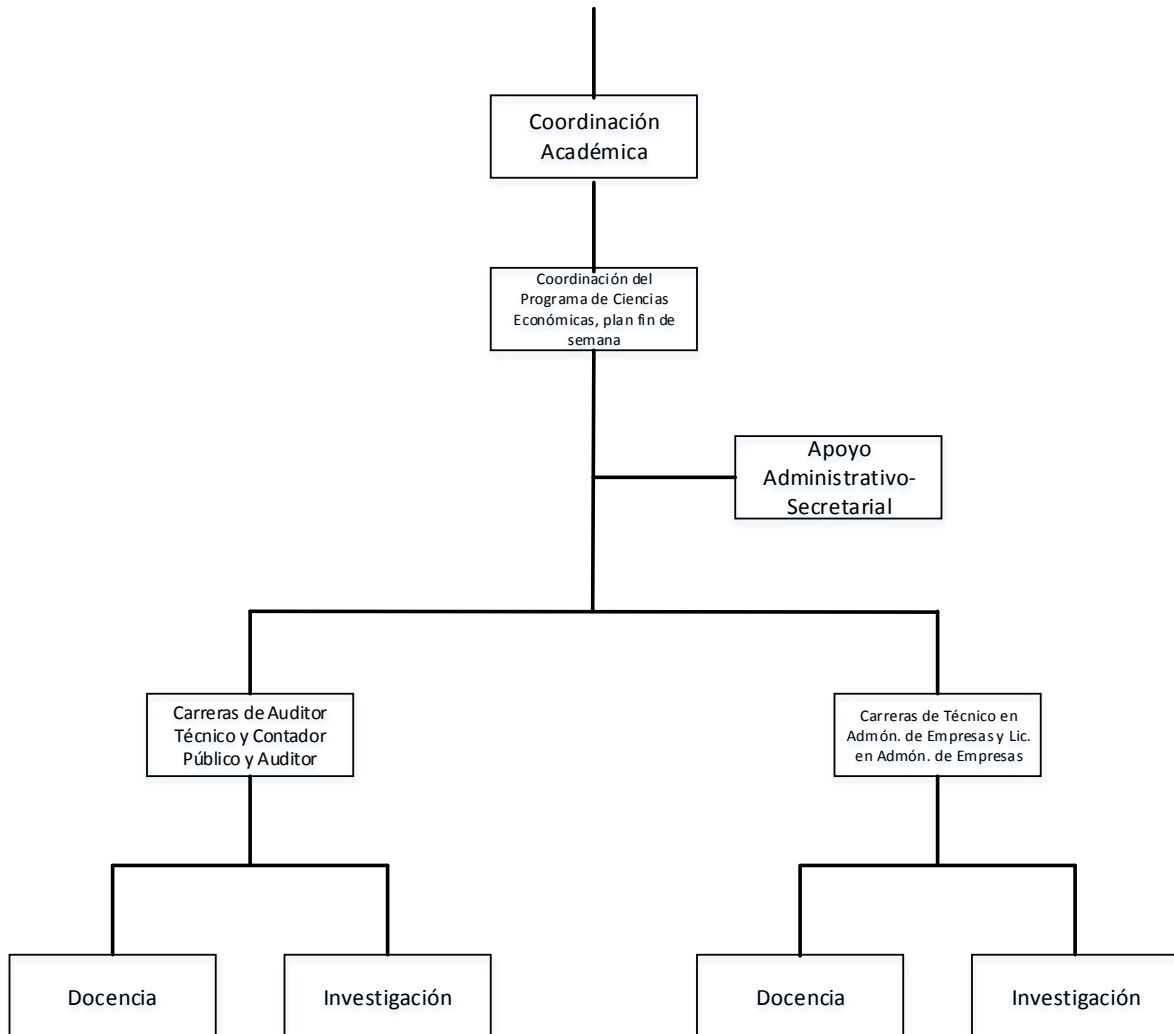 Coordinación
Académica
Coordinación del
Programa de Ciencias
Económicas, plan fin de
semana
Apoyo
Administrativo-
Secretarial
Carreras de Auditor
Técnico y Contador
Público y Auditor
Carreras de Técnico en
Admón. de Empresas y Lic.
en Admón. de Empresas
Docencia
Investigación
Docencia
Investigación